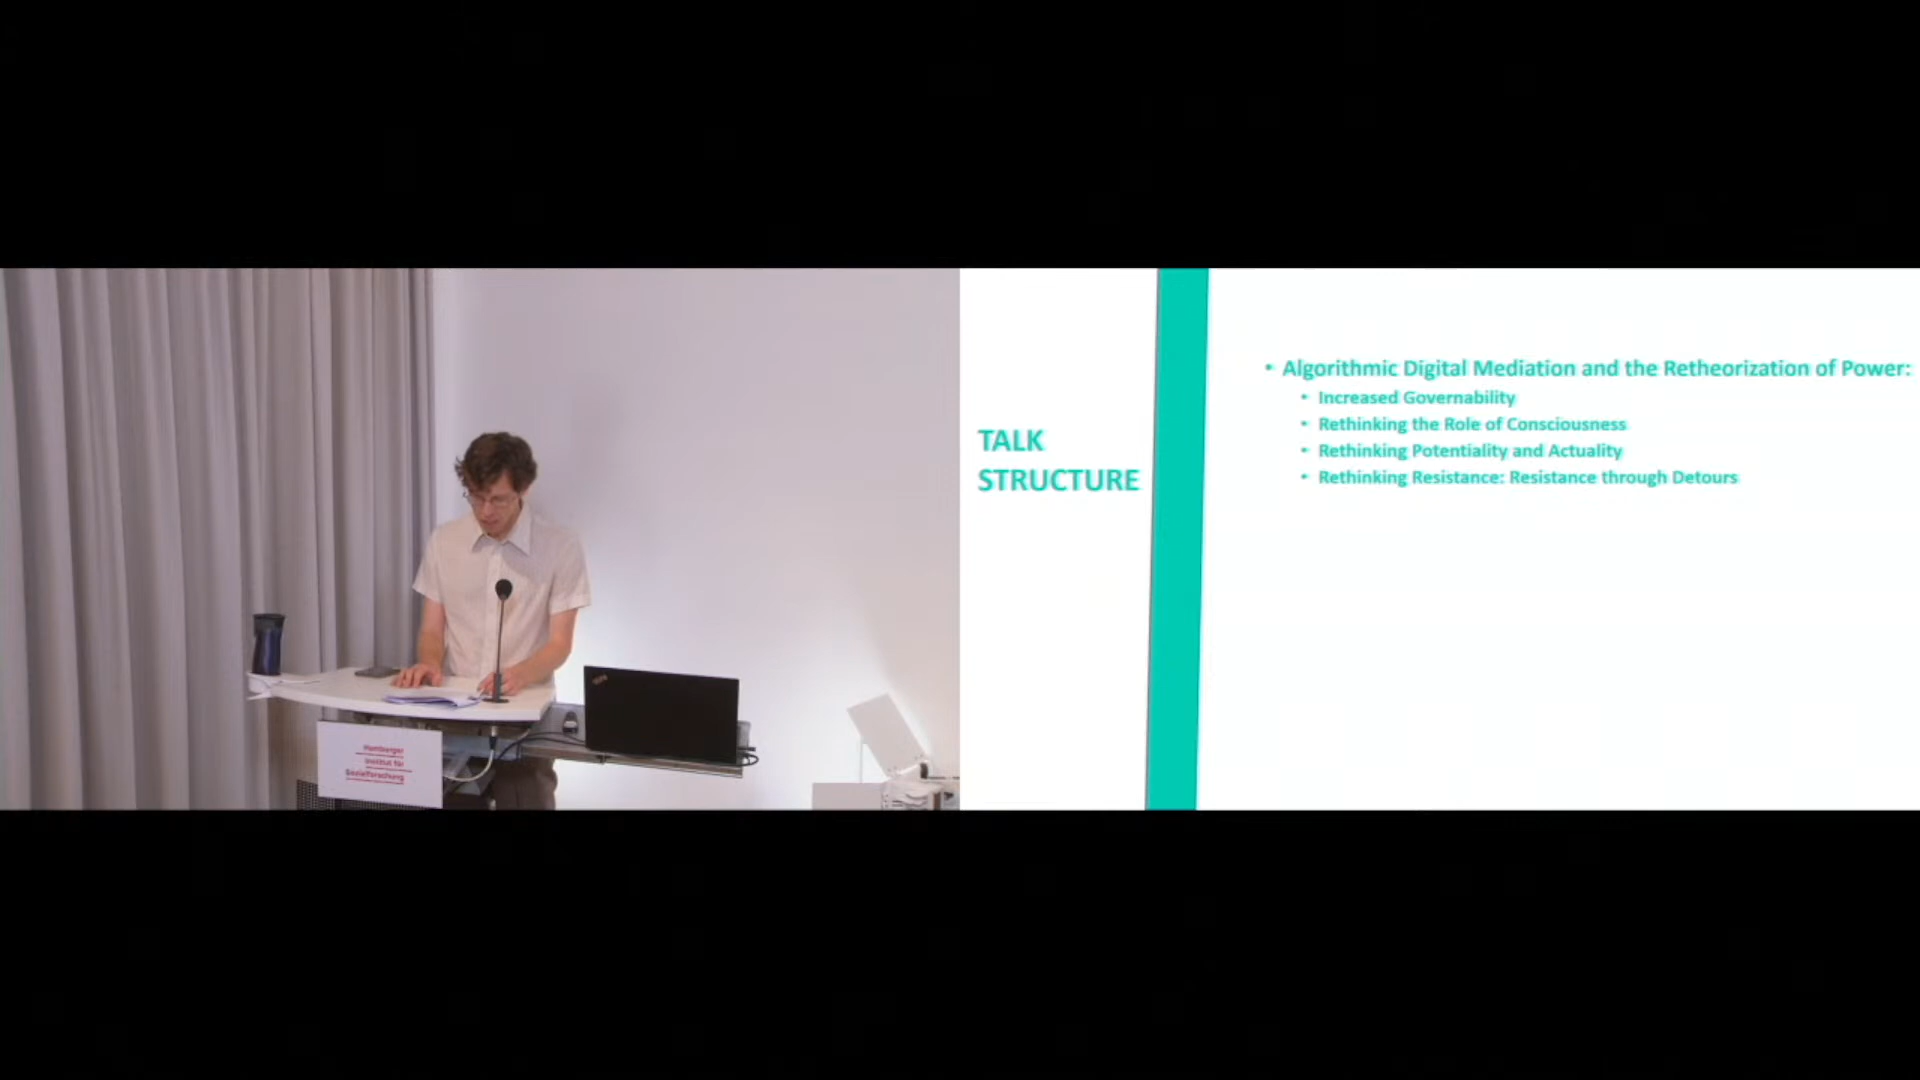 Hamburger
Institut für
Sozialforschung
TALK
STRUCTURE
• Algorithmic Digital Mediation and the Retheorization of Power:
• Increased Governability
• Rethinking the Role of Consciousness
• Rethinking Potentiality and Actuality
• Rethinking Resistance: Resistance through Detours